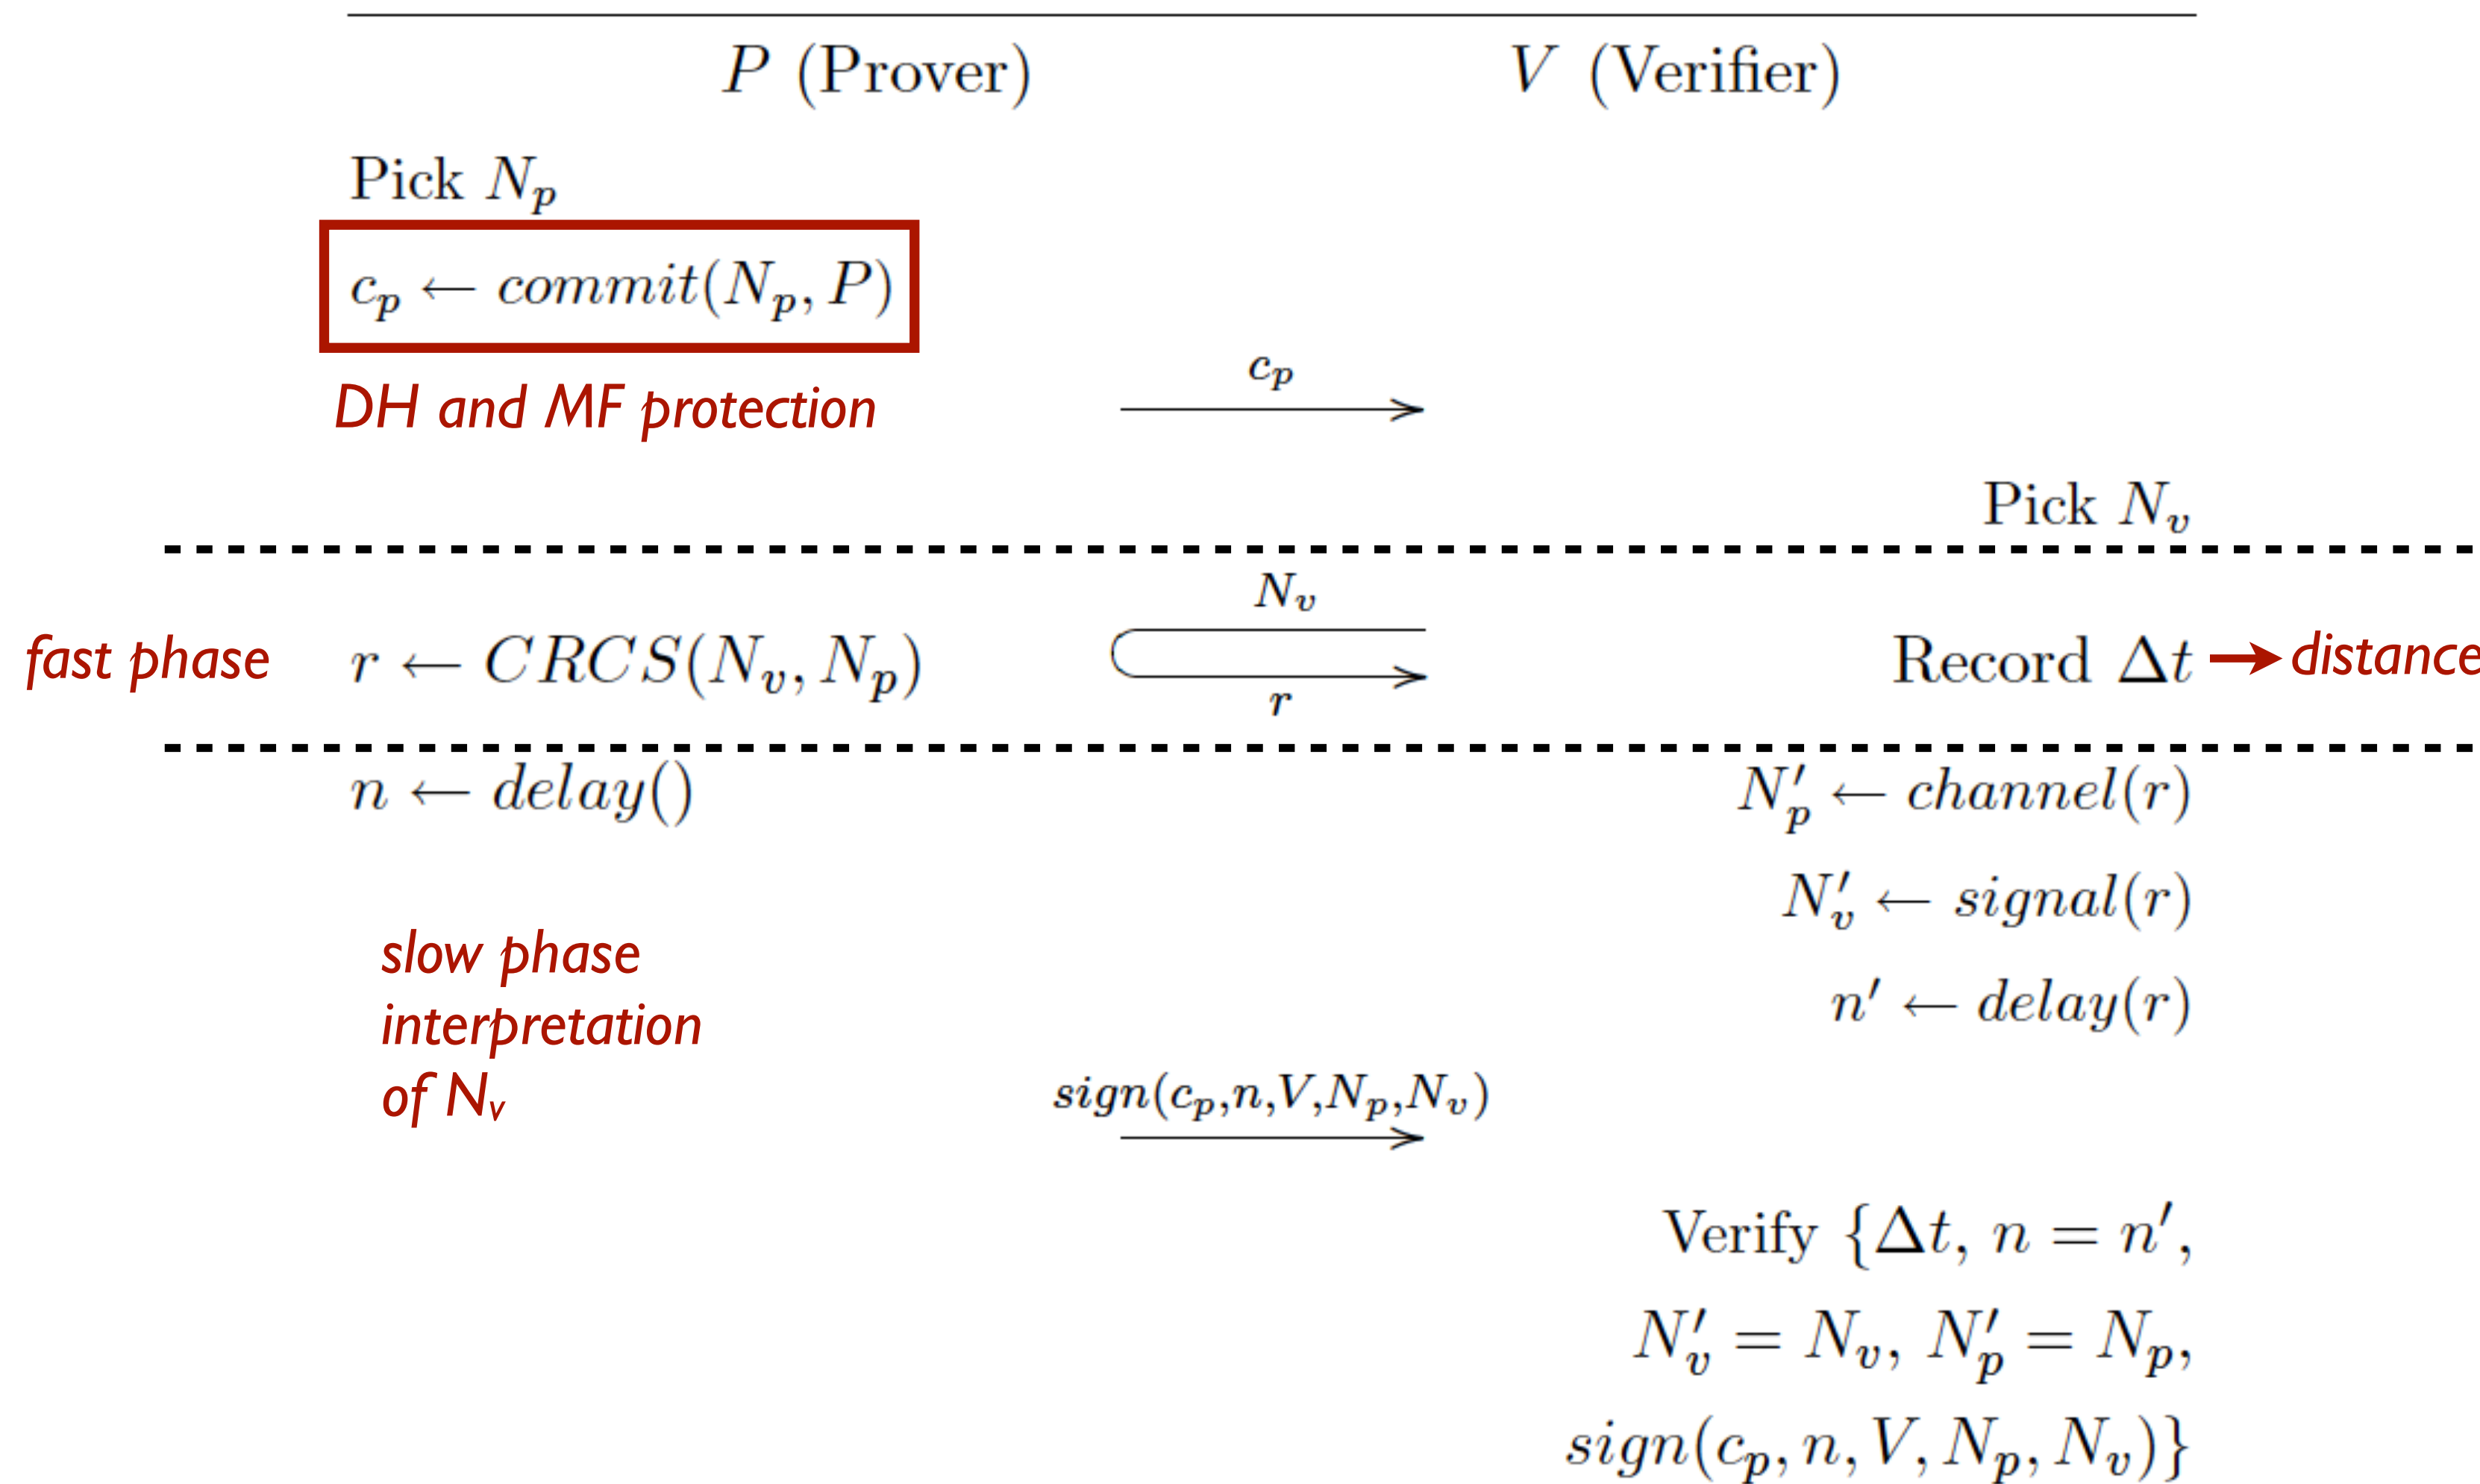 P (Prover)
V (Verifier)
Pick N_p
c_p ← commit(N_p, P)
DH and MF protection
c_p
Pick N_v
fast phase
r ← CRCS(N_v, N_p)
N_v
r
Record Δt
distance
n ← delay()
N′_p ← channel(r)
N′_v ← signal(r)
n′ ← delay(r)
slow phase
interpretation
of N_v
sign(c_p,n,V,N_p,N_v)
Verify {Δt, n = n′,
N′_v = N_v, N′_p = N_p,
sign(c_p, n, V, N_p, N_v)}